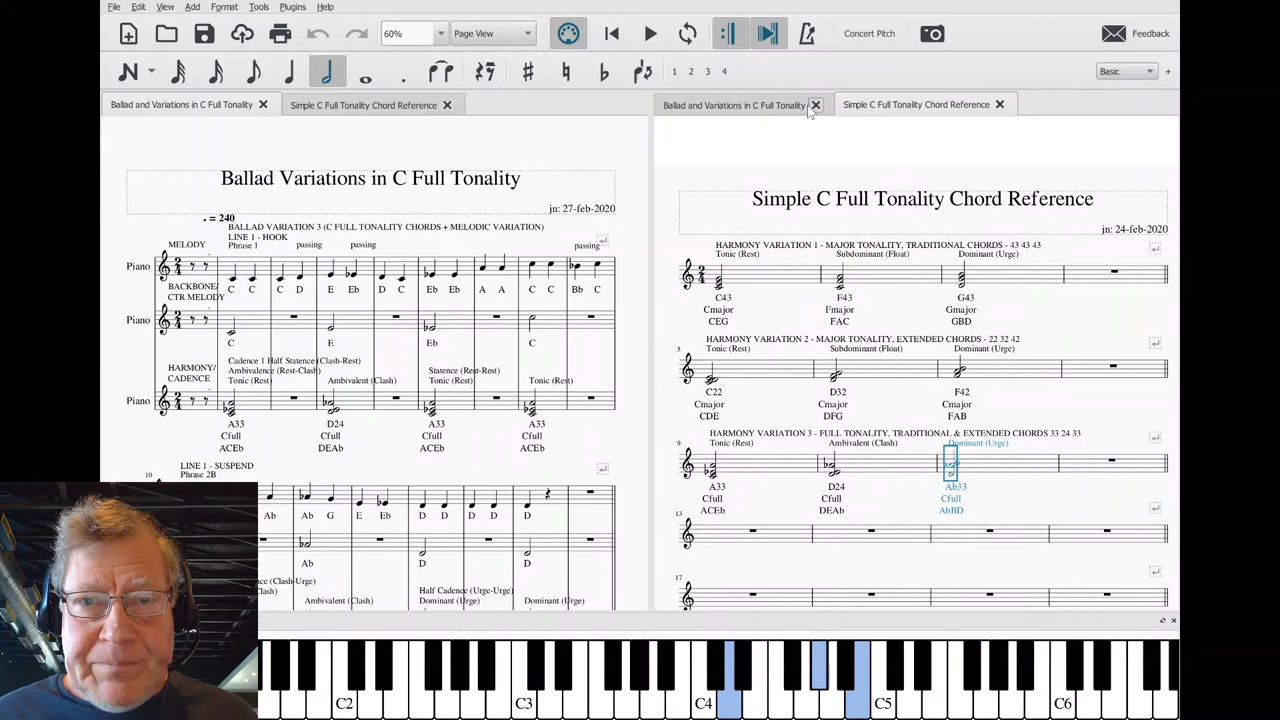 File Edit View Add Format Tools Plugins Help
60% Page View Concert Pitch Feedback
1 2 3 4 Basic +
Ballad and Variations in C Full Tonality Simple C Full Tonality Chord Reference
Ballad and Variations in C Full Tonality Simple C Full Tonality Chord Reference
Ballad Variations in C Full Tonality
jn: 27-feb-2020
= 240
BALLAD VARIATION 3 (C FULL TONALITY CHORDS + MELODIC VARIATION)
LINE 1 - HOOK
MELODY Phrase 1 passing passing passing
Piano
BACKBONE/ C C C D E Eb D C Eb Eb A A C C Bb C
CTR MELODY
Piano
C E Eb C
Cadence 1 Half Statence (Clash-Rest)
HARMONY/ Ambivalence (Rest-Clash) Statence (Rest-Rest)
CADENCE Tonic (Rest) Ambivalent (Clash) Tonic (Rest) Tonic (Rest)
Piano
A33 D24 A33 A33
Cfull Cfull Cfull Cfull
ACEb DEAb ACEb ACEb
LINE 1 - SUSPEND
10 Phrase 2B
Ab Ab G E Eb D D D D D
Ab D D
(Clash-Urge) Half Cadence (Urge-Urge)
Ambivalent (Clash) Dominant (Urge) Dominant (Urge)
Simple C Full Tonality Chord Reference
jn: 24-feb-2020
HARMONY VARIATION 1 - MAJOR TONALITY, TRADITIONAL CHORDS - 43 43 43
Tonic (Rest) Subdominant (Float) Dominant (Urge)
C43 F43 G43
Cmajor Fmajor Gmajor
CEG FAC GBD
HARMONY VARIATION 2 - MAJOR TONALITY, EXTENDED CHORDS - 22 32 42
5 Tonic (Rest) Subdominant (Float) Dominant (Urge)
C22 D32 F42
Cmajor Cmajor Cmajor
CDE DFG FAB
HARMONY VARIATION 3 - FULL TONALITY, TRADITIONAL & EXTENDED CHORDS 33 24 33
9 Tonic (Rest) Ambivalent (Clash) Dominant (Urge)
A33 D24 Ab33
Cfull Cfull Cfull
ACEb DEAb AbBD
13
17
C2 C3 C4 C5 C6